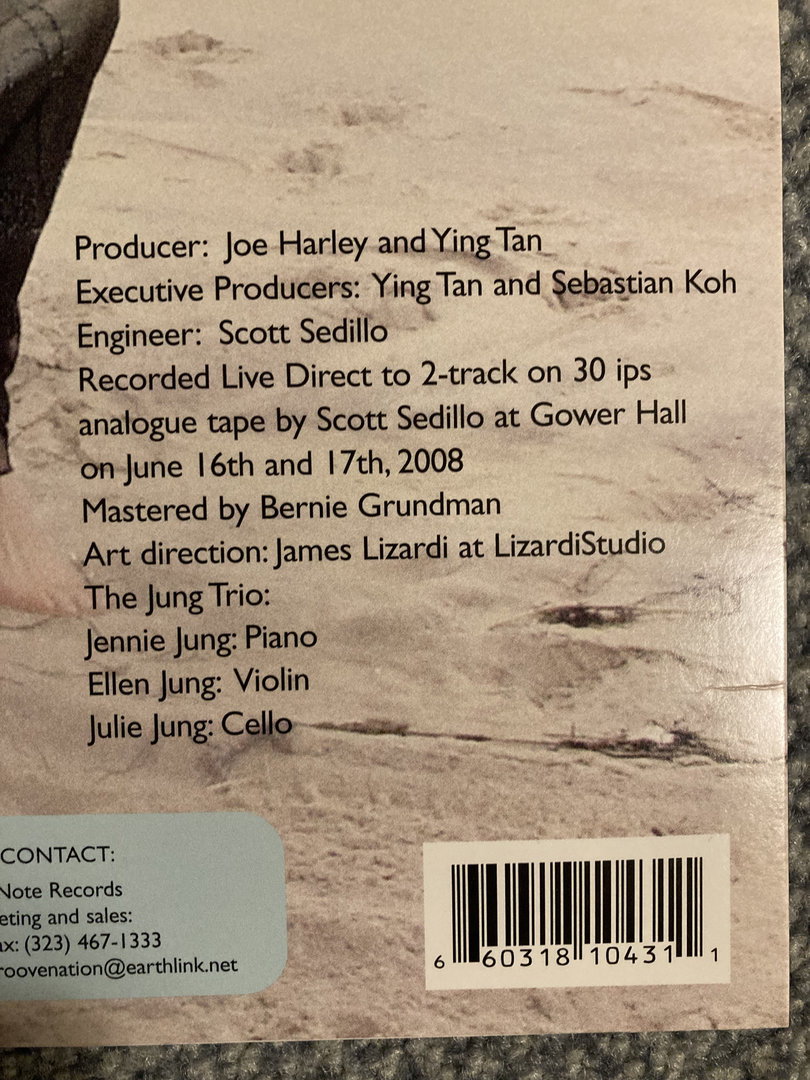 Producer: Joe Harley and Ying Tan
Executive Producers: Ying Tan and Sebastian Koh
Engineer: Scott Sedillo
Recorded Live Direct to 2-track on 30 ips
analogue tape by Scott Sedillo at Gower Hall
on June 16th and 17th, 2008
Mastered by Bernie Grundman
Art direction: James Lizardi at LizardiStudio
The Jung Trio:
Jennie Jung: Piano
Ellen Jung: Violin
Julie Jung: Cello
CONTACT:
Note Records
eting and sales:
ax: (323) 467-1333
roovenation@earthlink.net
6 60318 10431 1